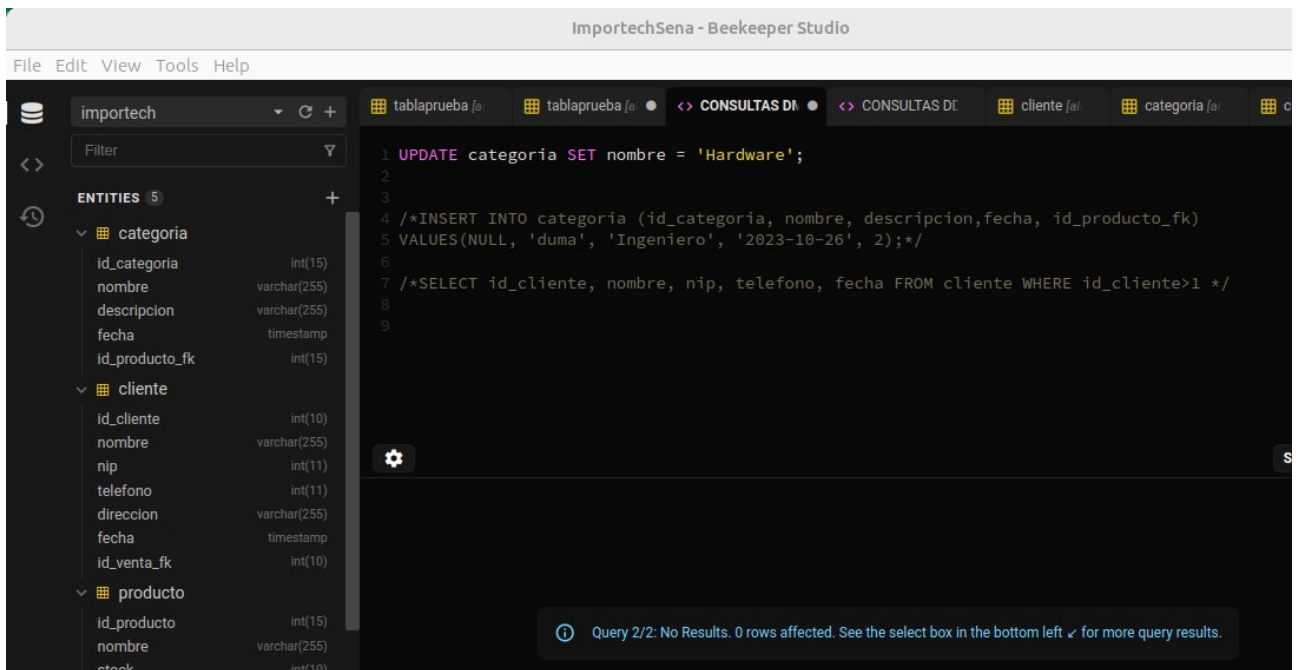 ImportechSena - Beekeeper Studio
File Edit View Tools Help
importech
Filter
ENTITIES 5
categoria
id_categoria int(15)
nombre varchar(255)
descripcion varchar(255)
fecha timestamp
id_producto_fk int(15)
cliente
id_cliente int(10)
nombre varchar(255)
nip int(11)
telefono int(11)
direccion varchar(255)
fecha timestamp
id_venta_fk int(10)
producto
id_producto int(15)
nombre varchar(255)
stock int(10)
tablaprueba [a tablaprueba [a CONSULTAS DM CONSULTAS DD cliente [al categoria [a c
1 UPDATE categoria SET nombre = 'Hardware';
2
3
4 /*INSERT INTO categoria (id_categoria, nombre, descripcion,fecha, id_producto_fk)
5 VALUES(NULL, 'duma', 'Ingeniero', '2023-10-26', 2);*/
6
7 /*SELECT id_cliente, nombre, nip, telefono, fecha FROM cliente WHERE id_cliente>1 */
8
9
S
Query 2/2: No Results. 0 rows affected. See the select box in the bottom left ↙ for more query results.